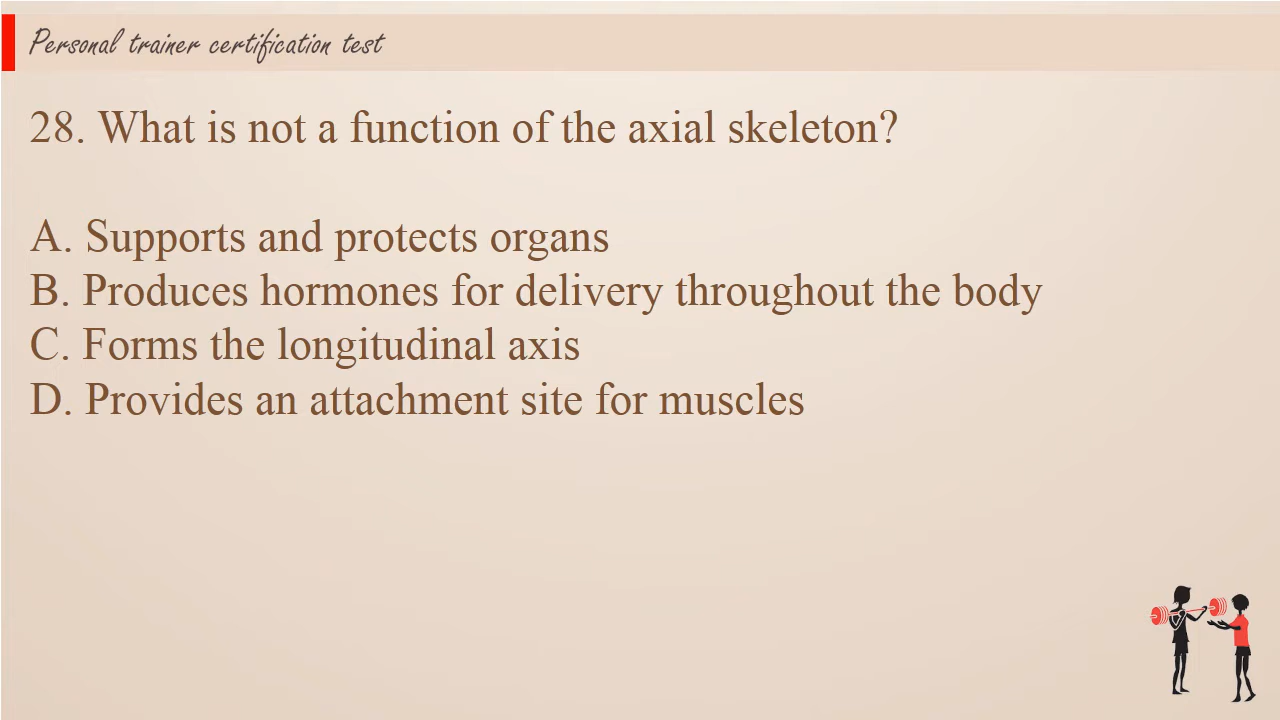 Personal trainer certification test
28. What is not a function of the axial skeleton?
A. Supports and protects organs
B. Produces hormones for delivery throughout the body
C. Forms the longitudinal axis
D. Provides an attachment site for muscles